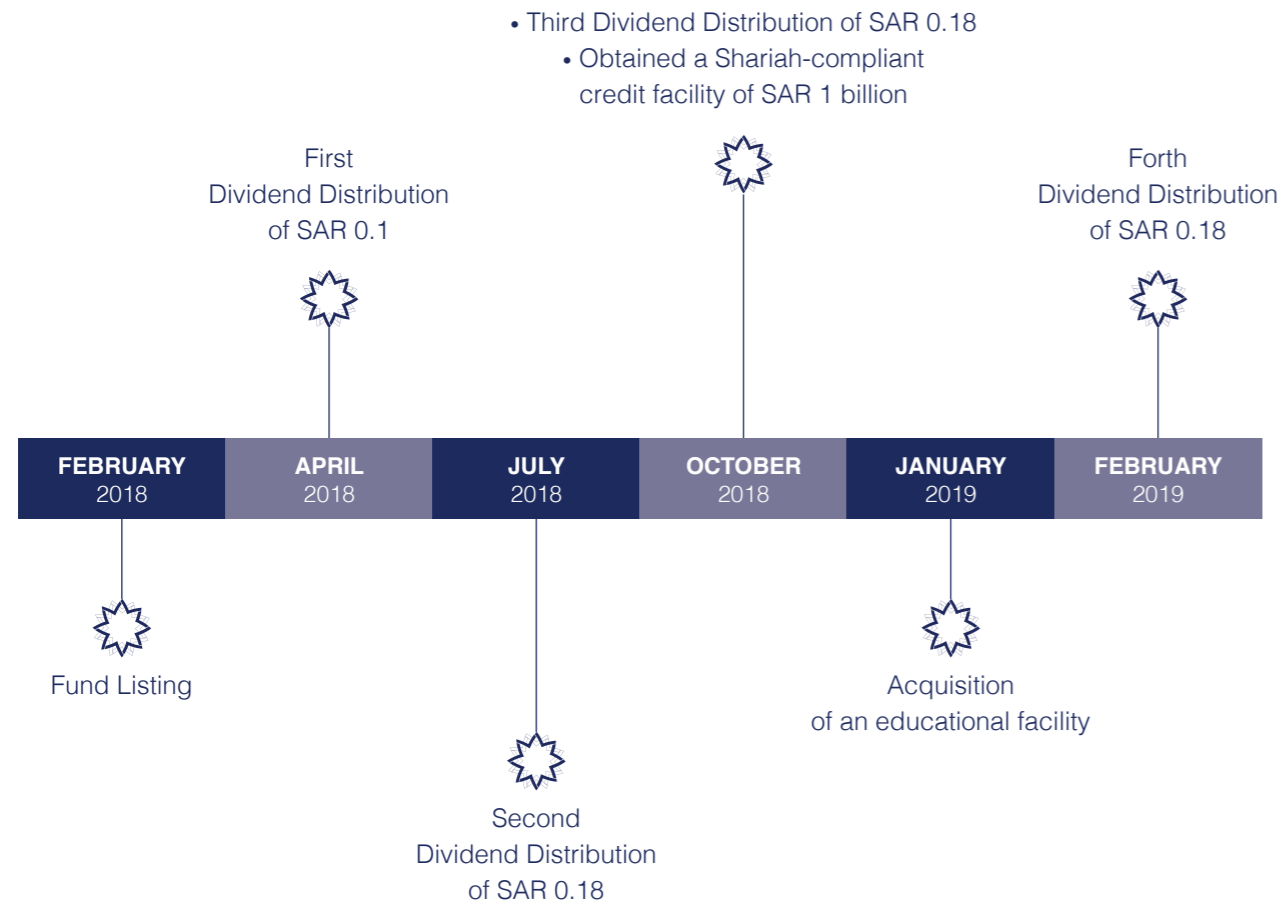 • Third Dividend Distribution of SAR 0.18
• Obtained a Shariah-compliant
credit facility of SAR 1 billion
First
Dividend Distribution
of SAR 0.1
Forth
Dividend Distribution
of SAR 0.18
FEBRUARY
2018
APRIL
2018
JULY
2018
OCTOBER
2018
JANUARY
2019
FEBRUARY
2019
Fund Listing
Acquisition
of an educational facility
Second
Dividend Distribution
of SAR 0.18